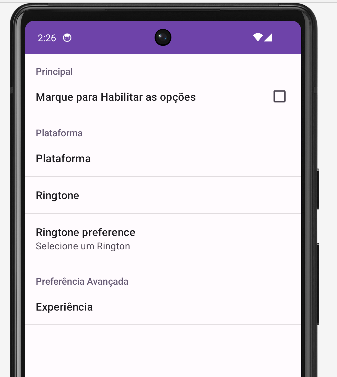 2:26
Principal
Marque para Habilitar as opções
Plataforma
Plataforma
Ringtone
Ringtone preference
Selecione um Rington
Preferência Avançada
Experiência